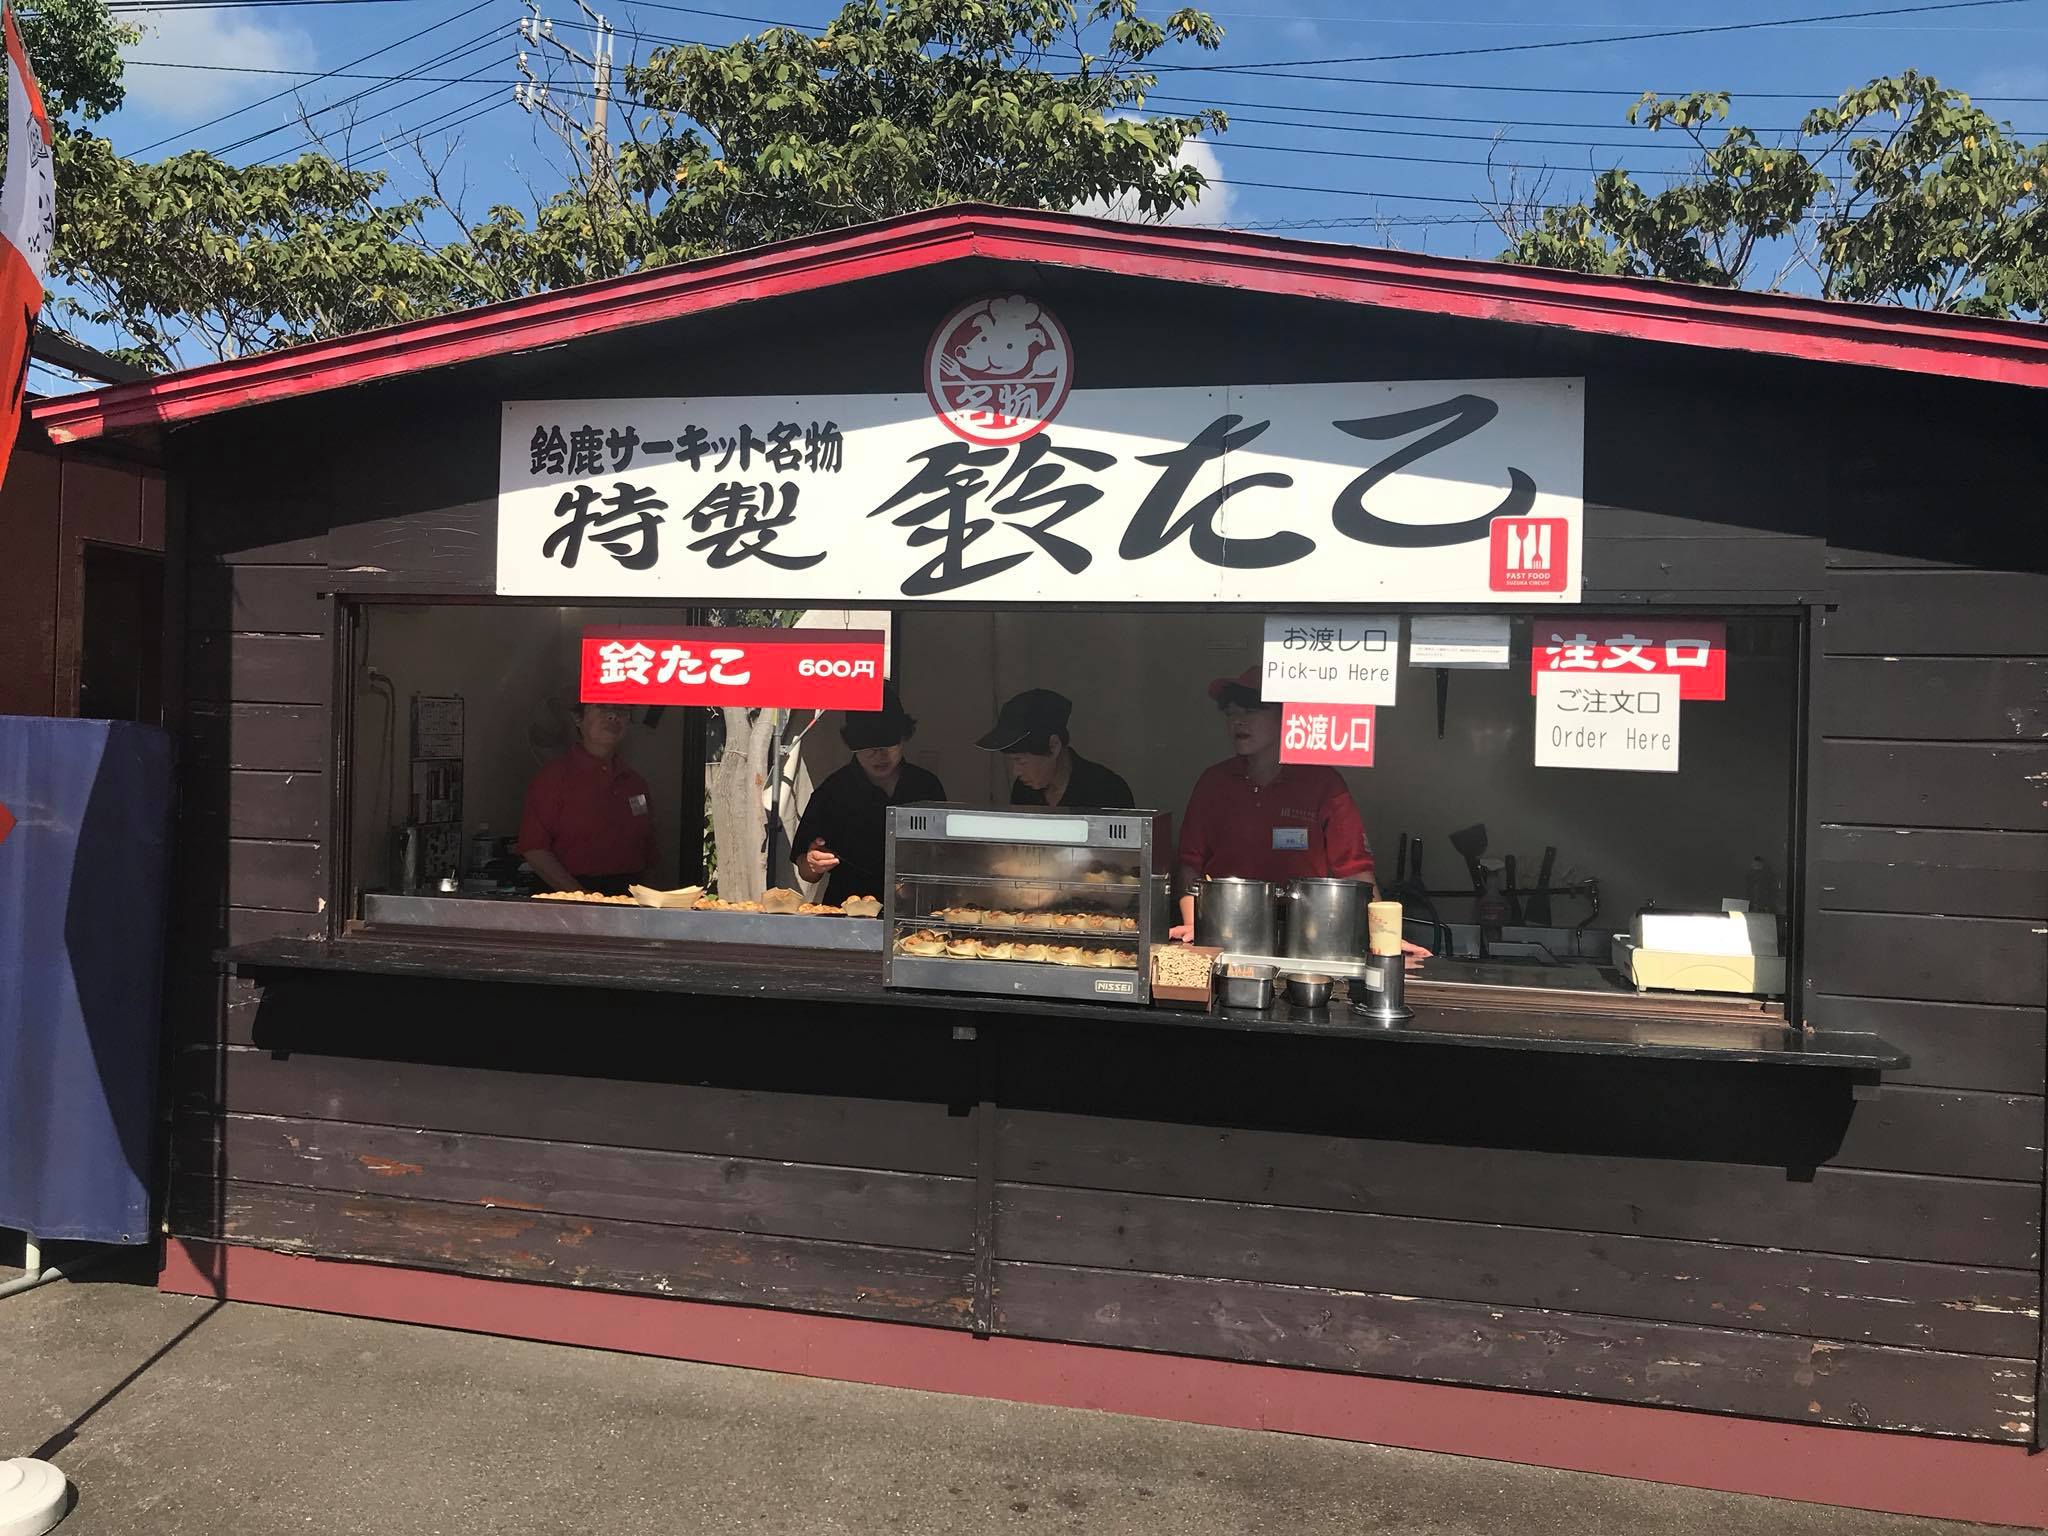 名物
鈴鹿サーキット名物
特製
鈴たこ
FAST FOOD
SUZUKA CIRCUIT
鈴たこ 600円
お渡し口
Pick-up Here
お渡し口
注文口
ご注文口
Order Here
NISSEI